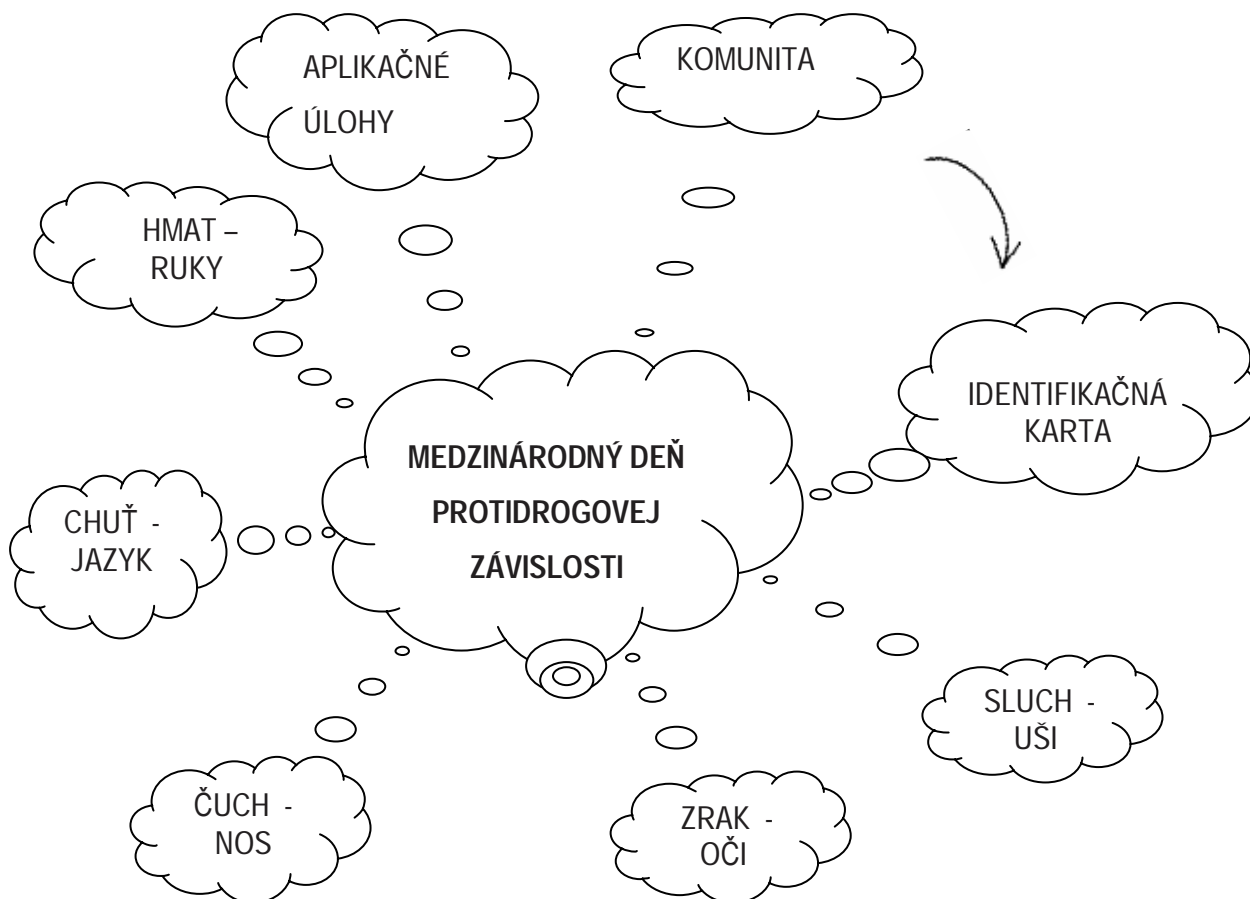 APLIKAČNÉ
ÚLOHY
KOMUNITA
HMAT –
RUKY
IDENTIFIKAČNÁ
KARTA
MEDZINÁRODNÝ DEŇ
PROTIDROGOVEJ
ZÁVISLOSTI
CHUŤ -
JAZYK
SLUCH -
UŠI
ČUCH -
NOS
ZRAK -
OČI